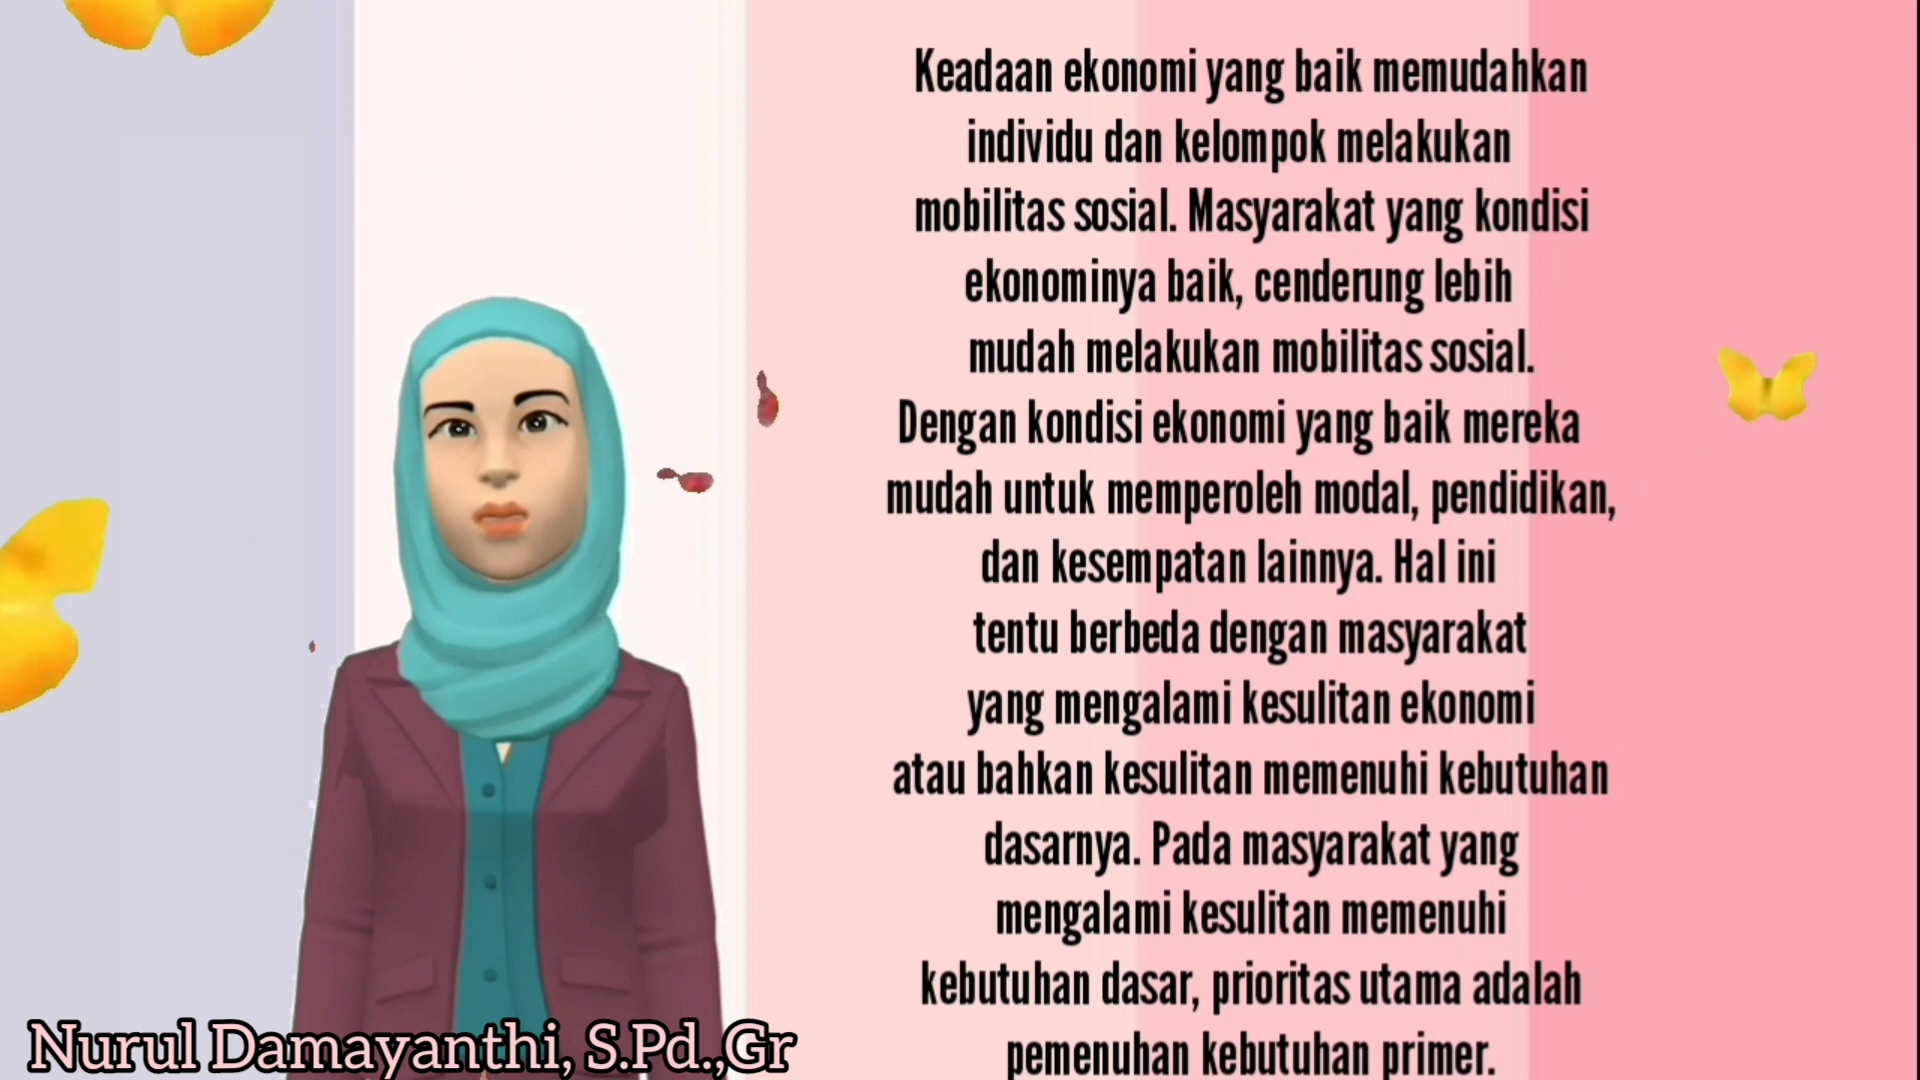 Keadaan ekonomi yang baik memudahkan
individu dan kelompok melakukan
mobilitas sosial. Masyarakat yang kondisi
ekonominya baik, cenderung lebih
mudah melakukan mobilitas sosial.
Dengan kondisi ekonomi yang baik mereka
mudah untuk memperoleh modal, pendidikan,
dan kesempatan lainnya. Hal ini
tentu berbeda dengan masyarakat
yang mengalami kesulitan ekonomi
atau bahkan kesulitan memenuhi kebutuhan
dasarnya. Pada masyarakat yang
mengalami kesulitan memenuhi
kebutuhan dasar, prioritas utama adalah
pemenuhan kebutuhan primer.
Nurul Damayanthi, S.Pd.,Gr